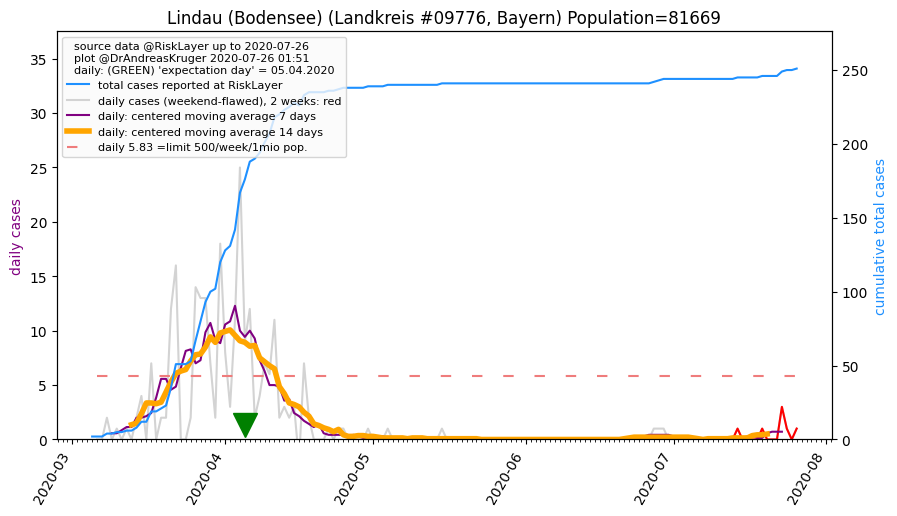 Lindau (Bodensee) (Landkreis #09776, Bayern) Population=81669
source data @RiskLayer up to 2020-07-26
plot @DrAndreasKruger 2020-07-26 01:51
daily: (GREEN) 'expectation day' = 05.04.2020
total cases reported at RiskLayer
daily cases (weekend-flawed), 2 weeks: red
daily: centered moving average 7 days
daily: centered moving average 14 days
daily 5.83 =limit 500/week/1mio pop.
daily cases
35
30
25
20
15
10
5
0
cumulative total cases
250
200
150
100
50
0
2020-03
2020-04
2020-05
2020-06
2020-07
2020-08